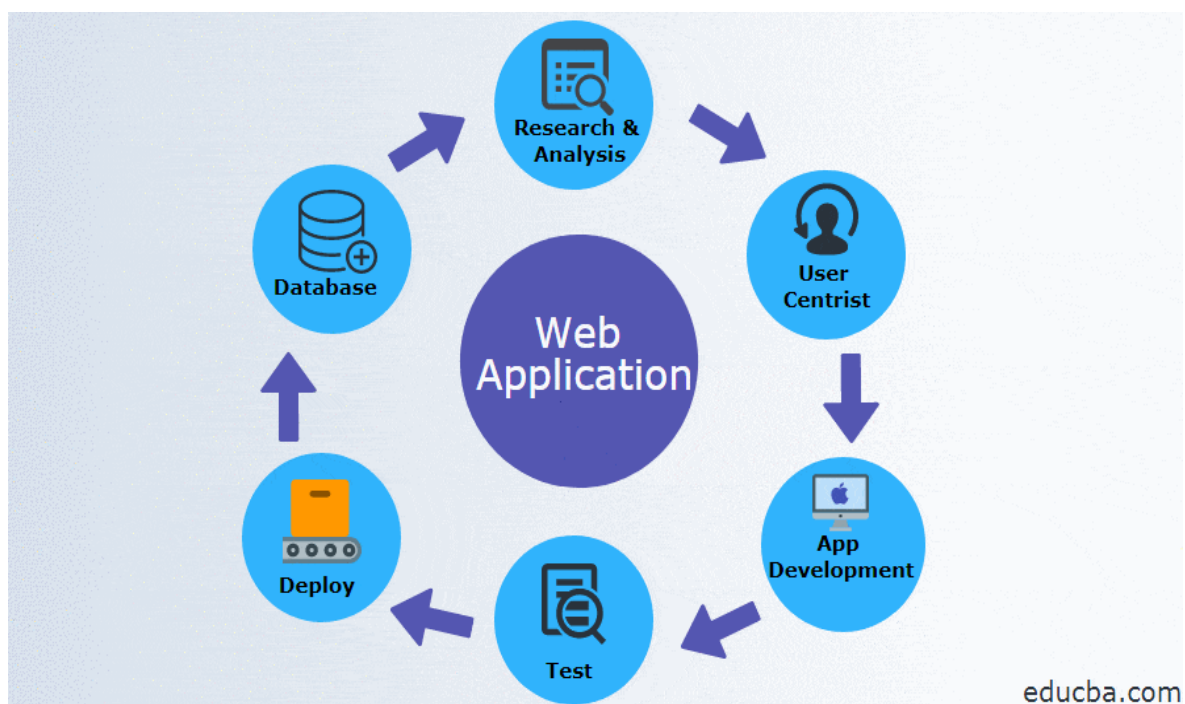 Research &
Analysis
User
Centrist
App
Development
Test
Deploy
Database
Web
Application
educba.com